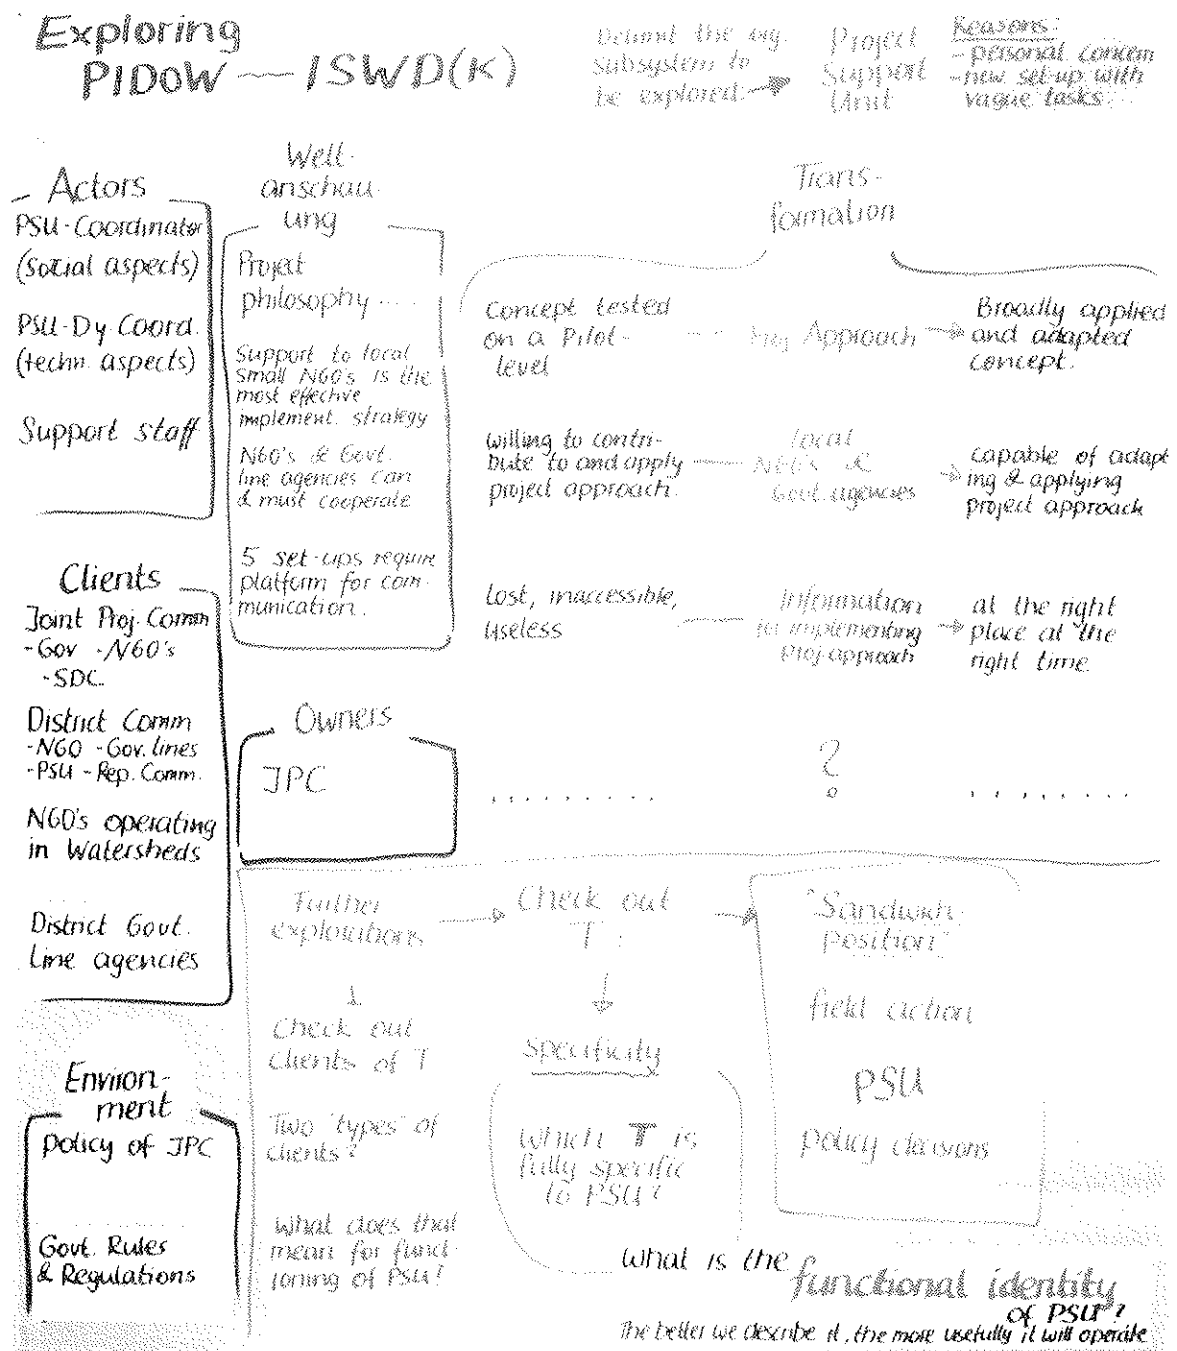 Exploring
PIDOW — ISWD(K)
Delimit the org.
subsystem to
be explored:
Project
Support
Unit
Reasons:
- personal concern
- new set-up with
vague tasks...
Actors
PSU-Coordinator
(social aspects)
PSU-Dy. Coord.
(techn. aspects)
Support staff
Welt-
anschau-
ung
Project
philosophy....
Support to local
small NGO's is the
most effective
implement. strategy
NGO's & Govt.
line agencies can
& must cooperate
5 set-ups require
platform for com-
munication.
Trans-
formation
Concept tested
on a Pilot-
level
Proj. Approach
Broadly applied
and adapted
concept.
willing to contri-
bute to and apply
project approach.
local
NGO's &
Govt. agencies
capable of adapt
ing & applying
project approach
Lost, inaccessible,
useless
Information
for implementing
Proj-approach
at the right
place at the
right time
.........
?
........
Clients
Joint Proj. Comm
- Gov - NGO's
- SDC
District Comm
- NGO - Gov. lines
- PSU - Rep. Comm.
NGO's operating
in Watersheds
District Govt.
Line agencies
Owners
JPC
Environ-
ment
Policy of JPC
Govt. Rules
& Regulations
Further
explorations
Check out
clients of T
Two 'types' of
clients?
What does that
mean for funct-
ioning of PSU?
Check out
T:
Specificity
Which T is
fully specific
to PSU?
"Sandwich-
position"
field action
PSU
policy decisions
What is the
functional identity
of PSU?
The better we describe it, the more usefully it will operate